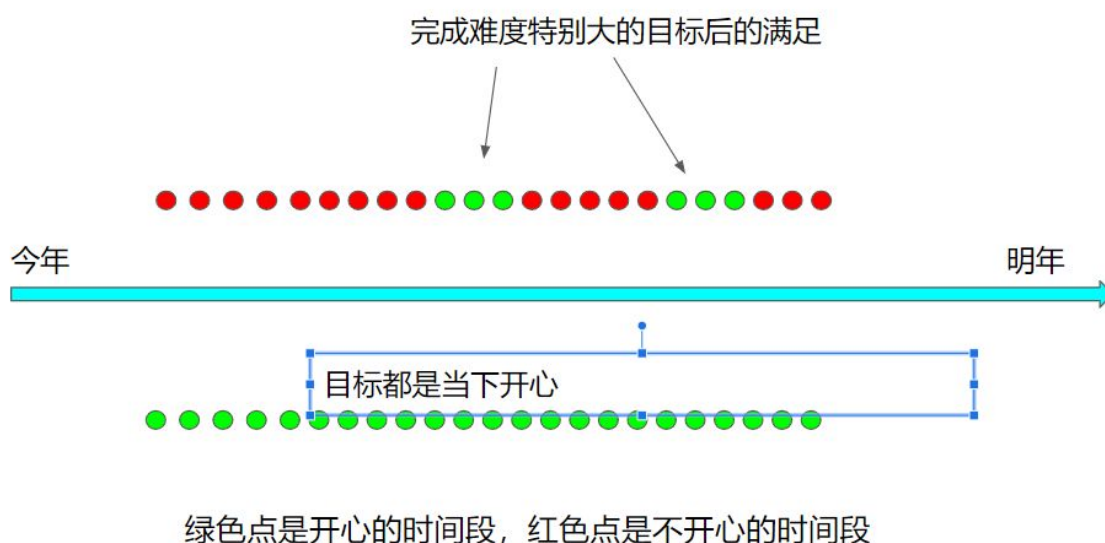 完成难度特别大的目标后的满足
今年
明年
目标都是当下开心
绿色点是开心的时间段，红色点是不开心的时间段